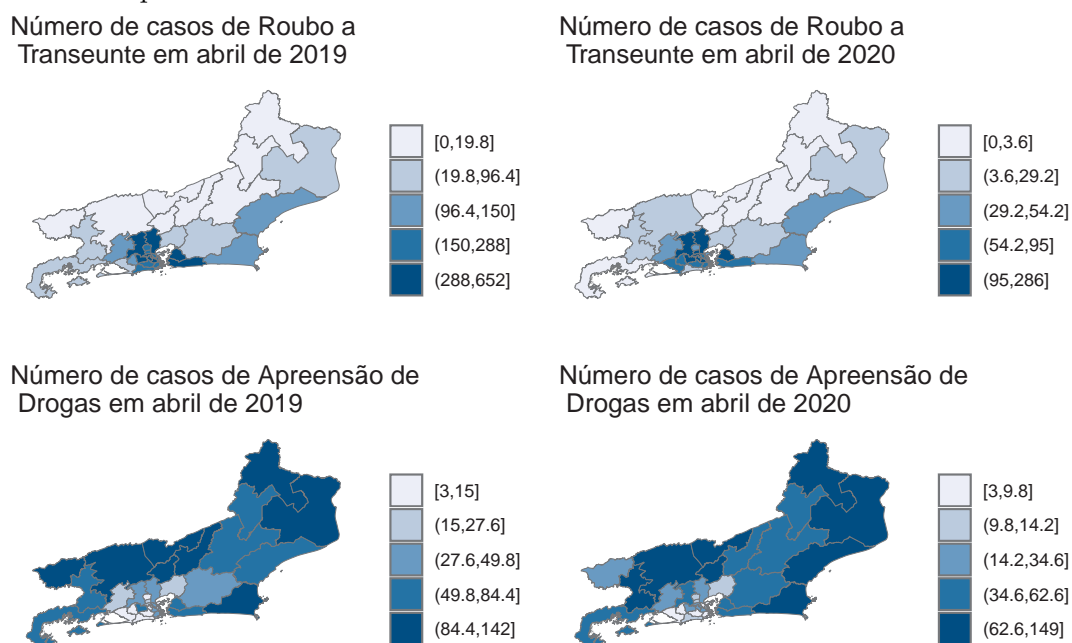 Número de casos de Roubo a
Transeunte em abril de 2019
[0,19.8]
(19.8,96.4]
(96.4,150]
(150,288]
(288,652]
Número de casos de Roubo a
Transeunte em abril de 2020
[0,3.6]
(3.6,29.2]
(29.2,54.2]
(54.2,95]
(95,286]
Número de casos de Apreensão de
Drogas em abril de 2019
[3,15]
(15,27.6]
(27.6,49.8]
(49.8,84.4]
(84.4,142]
Número de casos de Apreensão de
Drogas em abril de 2020
[3,9.8]
(9.8,14.2]
(14.2,34.6]
(34.6,62.6]
(62.6,149]